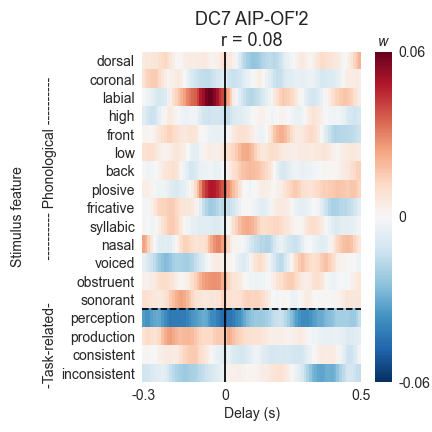 DC7 AIP-OF'2
r = 0.08
w
dorsal
coronal
labial
high
front
low
back
plosive
fricative
syllabic
nasal
voiced
obstruent
sonorant
perception
production
consistent
inconsistent
Stimulus feature
---------- Phonological ----------
-Task-related-
0.06
0
-0.06
-0.3
0
0.5
Delay (s)